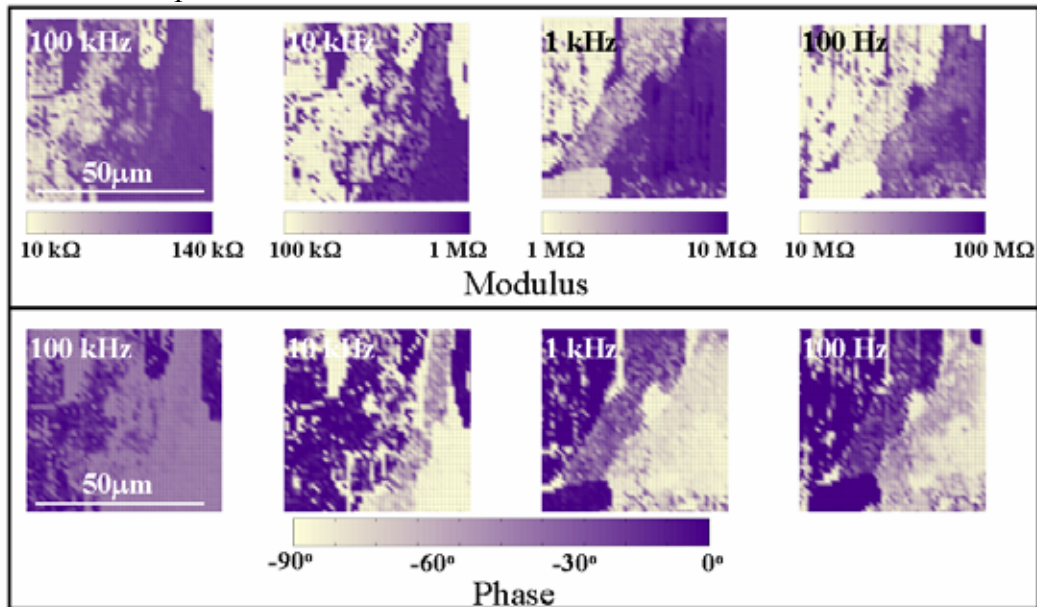 100 kHz 10 kHz 1 kHz 100 Hz
50μm
10 kΩ 140 kΩ 100 kΩ 1 MΩ 1 MΩ 10 MΩ 10 MΩ 100 MΩ
Modulus
100 kHz 10 kHz 1 kHz 100 Hz
50μm
-90° -60° -30° 0°
Phase